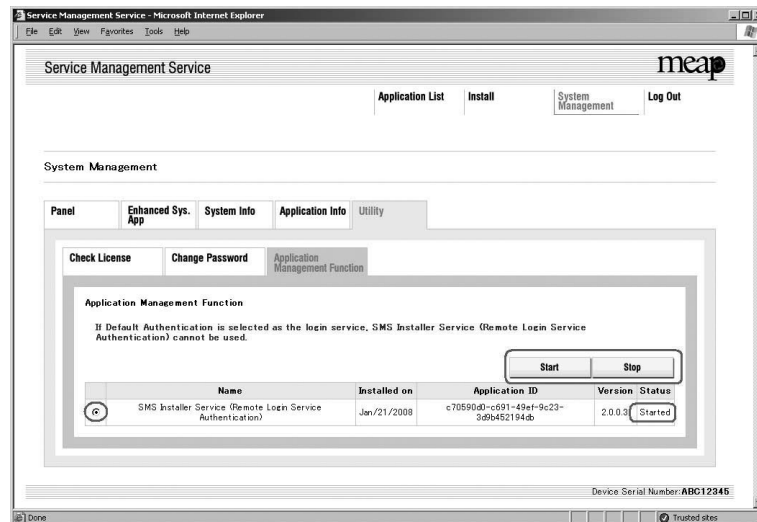 Service Management Service - Microsoft Internet Explorer
File Edit View Favorites Tools Help
Service Management Service
meap
Application List Install System Management Log Out
System Management
Panel Enhanced Sys. App System Info Application Info Utility
Check License Change Password Application Management Function
Application Management Function
If Default Authentication is selected as the login service, SMS Installer Service (Remote Login Service
Authentication) cannot be used.
Start Stop
Name Installed on Application ID Version Status
SMS Installer Service (Remote Login Service Authentication) Jan/21/2008 c70590d0-c691-49ef-9c23-3d9b452194db 2.0.0.3 Started
Device Serial Number:ABC12345
Done Trusted sites